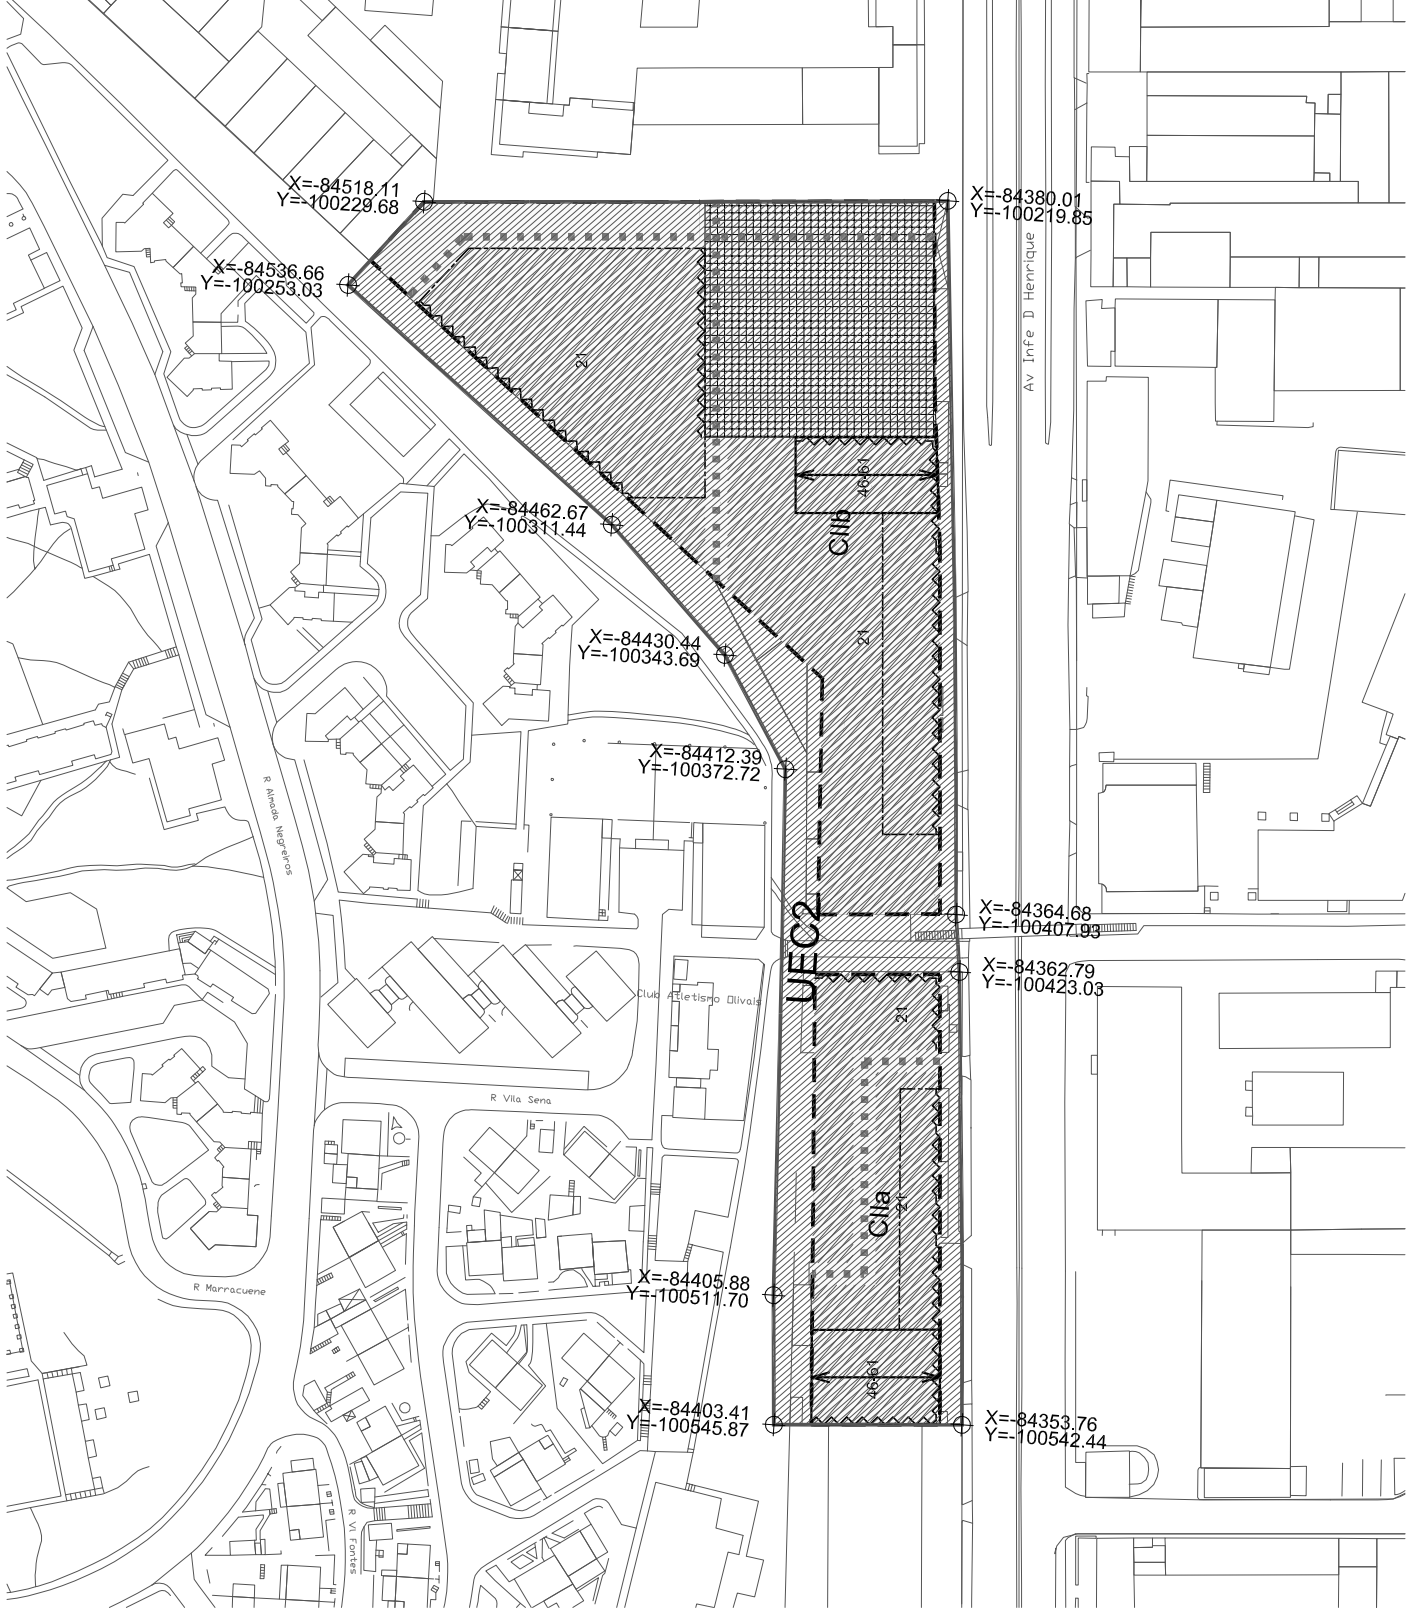 X=-84518.11
Y=-100229.68
X=-84380.01
Y=-100219.85
X=-84536.66
Y=-100253.03
Av Infe D Henrique
21
46-61
CIIb
X=-84462.67
Y=-100311.44
21
X=-84430.44
Y=-100343.69
X=-84412.39
Y=-100372.72
R Almada Negreiros
UEC2
X=-84364.68
Y=-100407.93
X=-84362.79
Y=-100423.03
Club Atletismo Olivais
21
R Vila Sena
CIIa
21
X=-84405.88
Y=-100511.70
R Marracuene
46-61
X=-84403.41
Y=-100545.87
X=-84353.76
Y=-100542.44
R Vl Fontes